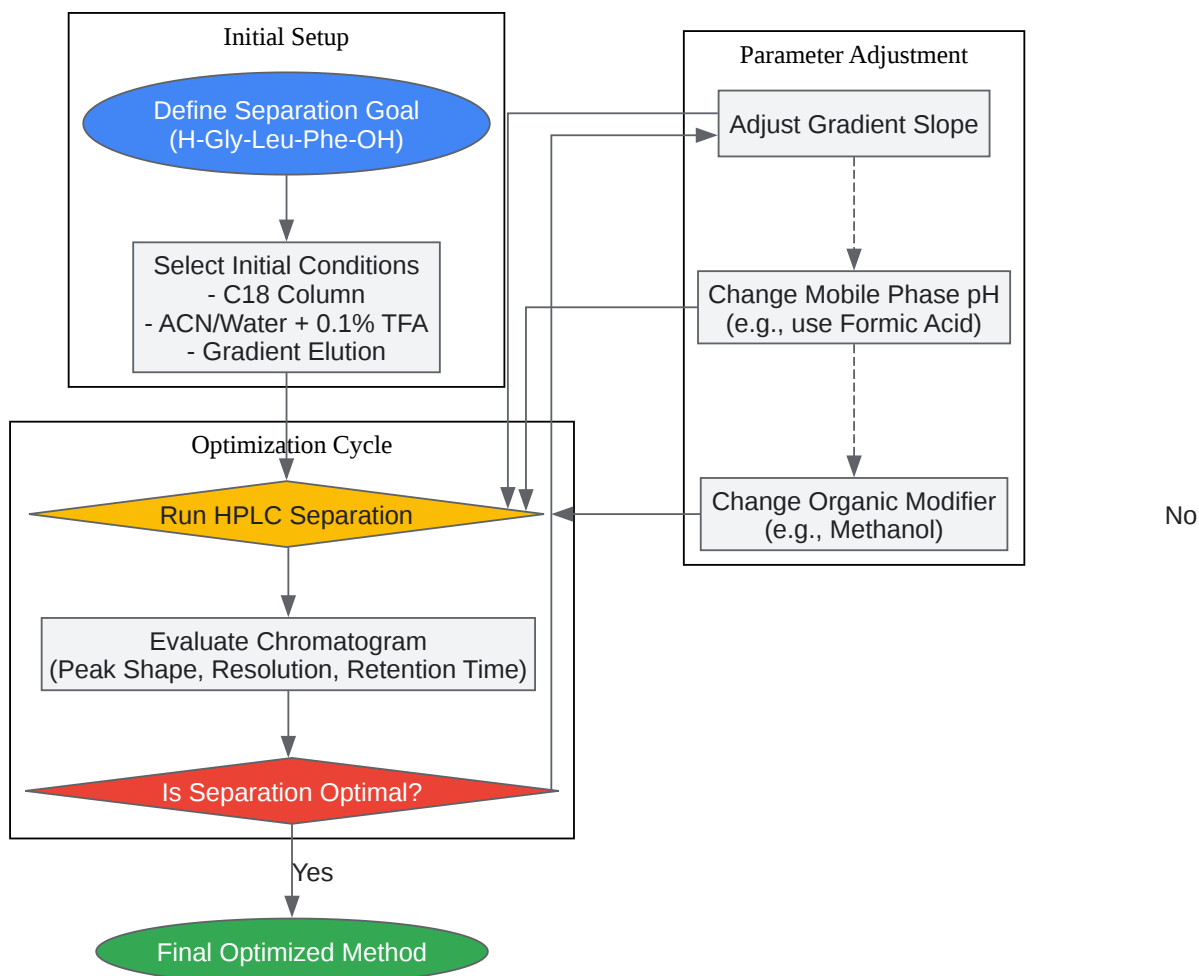 Initial Setup
Define Separation Goal
(H-Gly-Leu-Phe-OH)
Select Initial Conditions
- C18 Column
- ACN/Water + 0.1% TFA
- Gradient Elution
Optimization Cycle
Run HPLC Separation
Evaluate Chromatogram
(Peak Shape, Resolution, Retention Time)
Is Separation Optimal?
Yes
Final Optimized Method
Parameter Adjustment
Adjust Gradient Slope
Change Mobile Phase pH
(e.g., use Formic Acid)
Change Organic Modifier
(e.g., Methanol)
No